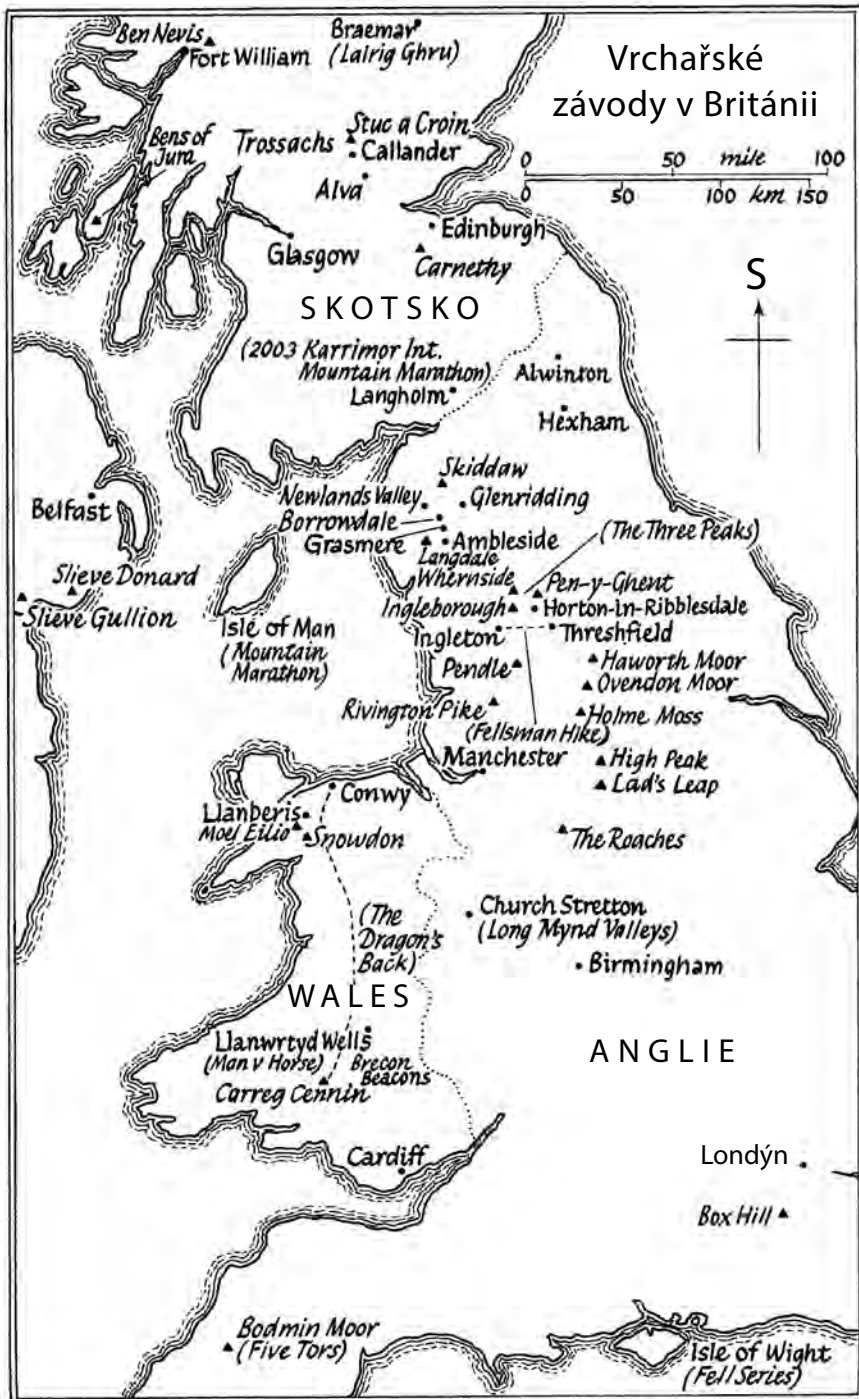 Vrchařské
závody v Británii
0 50 mile 100
50 100 km 150
S
Ben Nevis
Fort William
Braemar
(Lairig Ghru)
Bens of
Jura
Stuc a Croin
Trossachs
Callander
Alva
Edinburgh
Glasgow
Carnethy
SKOTSKO
(2003 Karrimor Int.
Mountain Marathon)
Langholm
Alwinton
Hexham
Skiddaw
Newlands Valley
Glenridding
Borrowdale
Grasmere
Ambleside
Langdale
(The Three Peaks)
Whernside
Pen-y-Ghent
Ingleborough
Horton-in-Ribblesdale
Ingleton
Threshfield
Belfast
Slieve Donard
Slieve Gullion
Isle of Man
(Mountain
Marathon)
Pendle
Haworth Moor
Ovendon Moor
Rivington Pike
Holme Moss
(Fellsman Hike)
Manchester
High Peak
Lad's Leap
Conwy
Llanberis
Moel Eilio
Snowdon
The Roaches
(The
Dragon's
Back)
Church Stretton
(Long Mynd Valleys)
Birmingham
WALES
ANGLIE
Llanwrtyd Wells
(Man v Horse)
Brecon
Beacons
Carreg Cennin
Cardiff
Londýn
Box Hill
Bodmin Moor
(Five Tors)
Isle of Wight
(Fell Series)